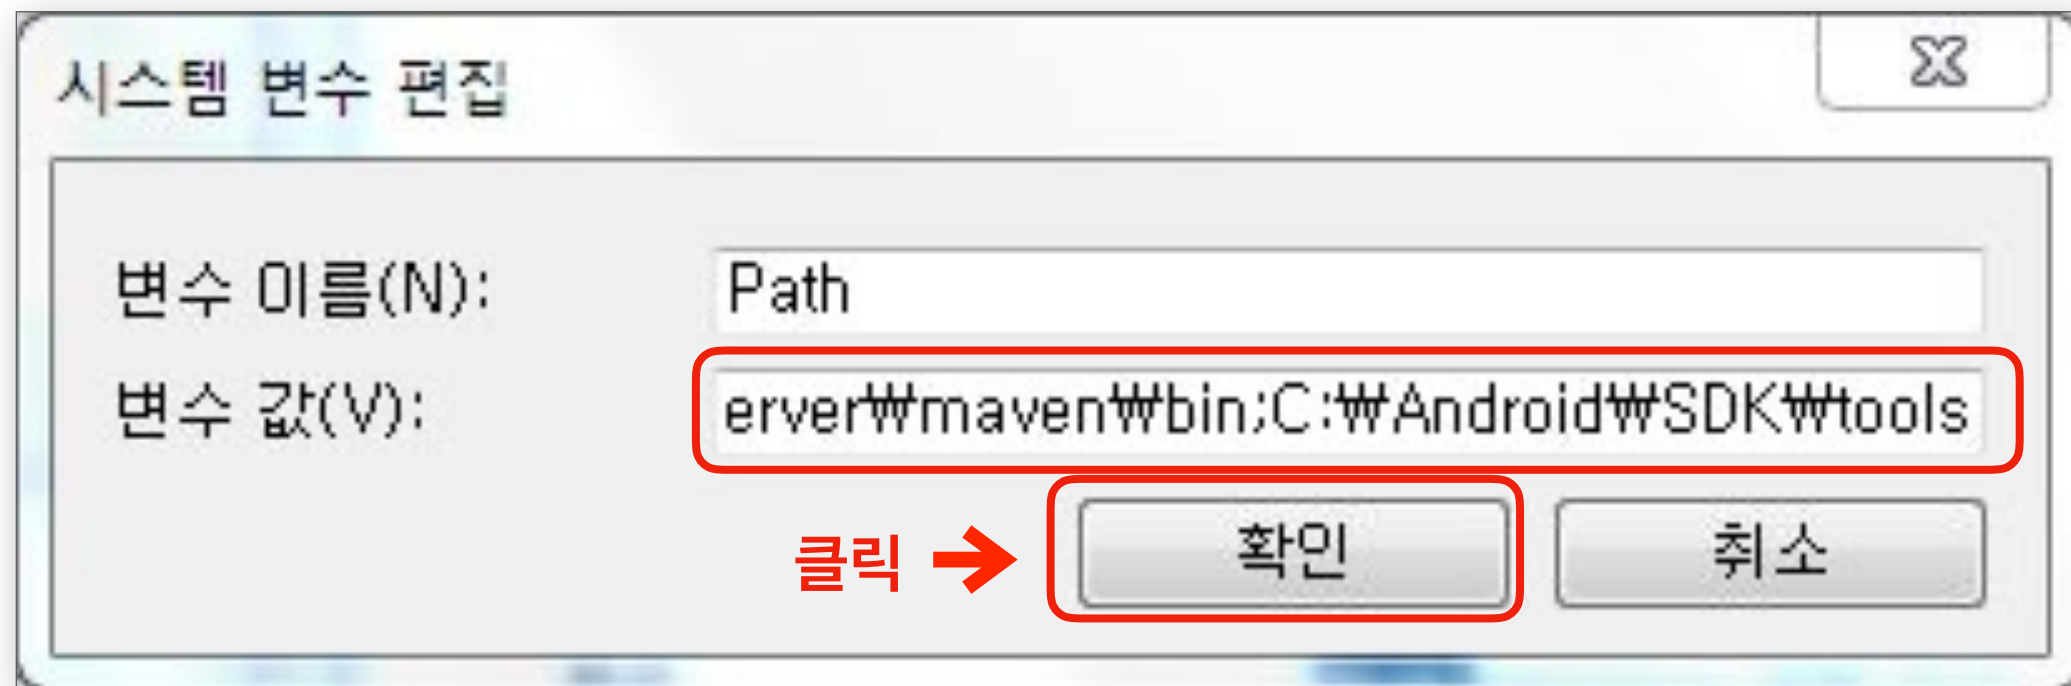 시스템 변수 편집
변수 이름(N):
Path
변수 값(V):
erver₩maven₩bin;C:₩Android₩SDK₩tools
클릭
확인
취소